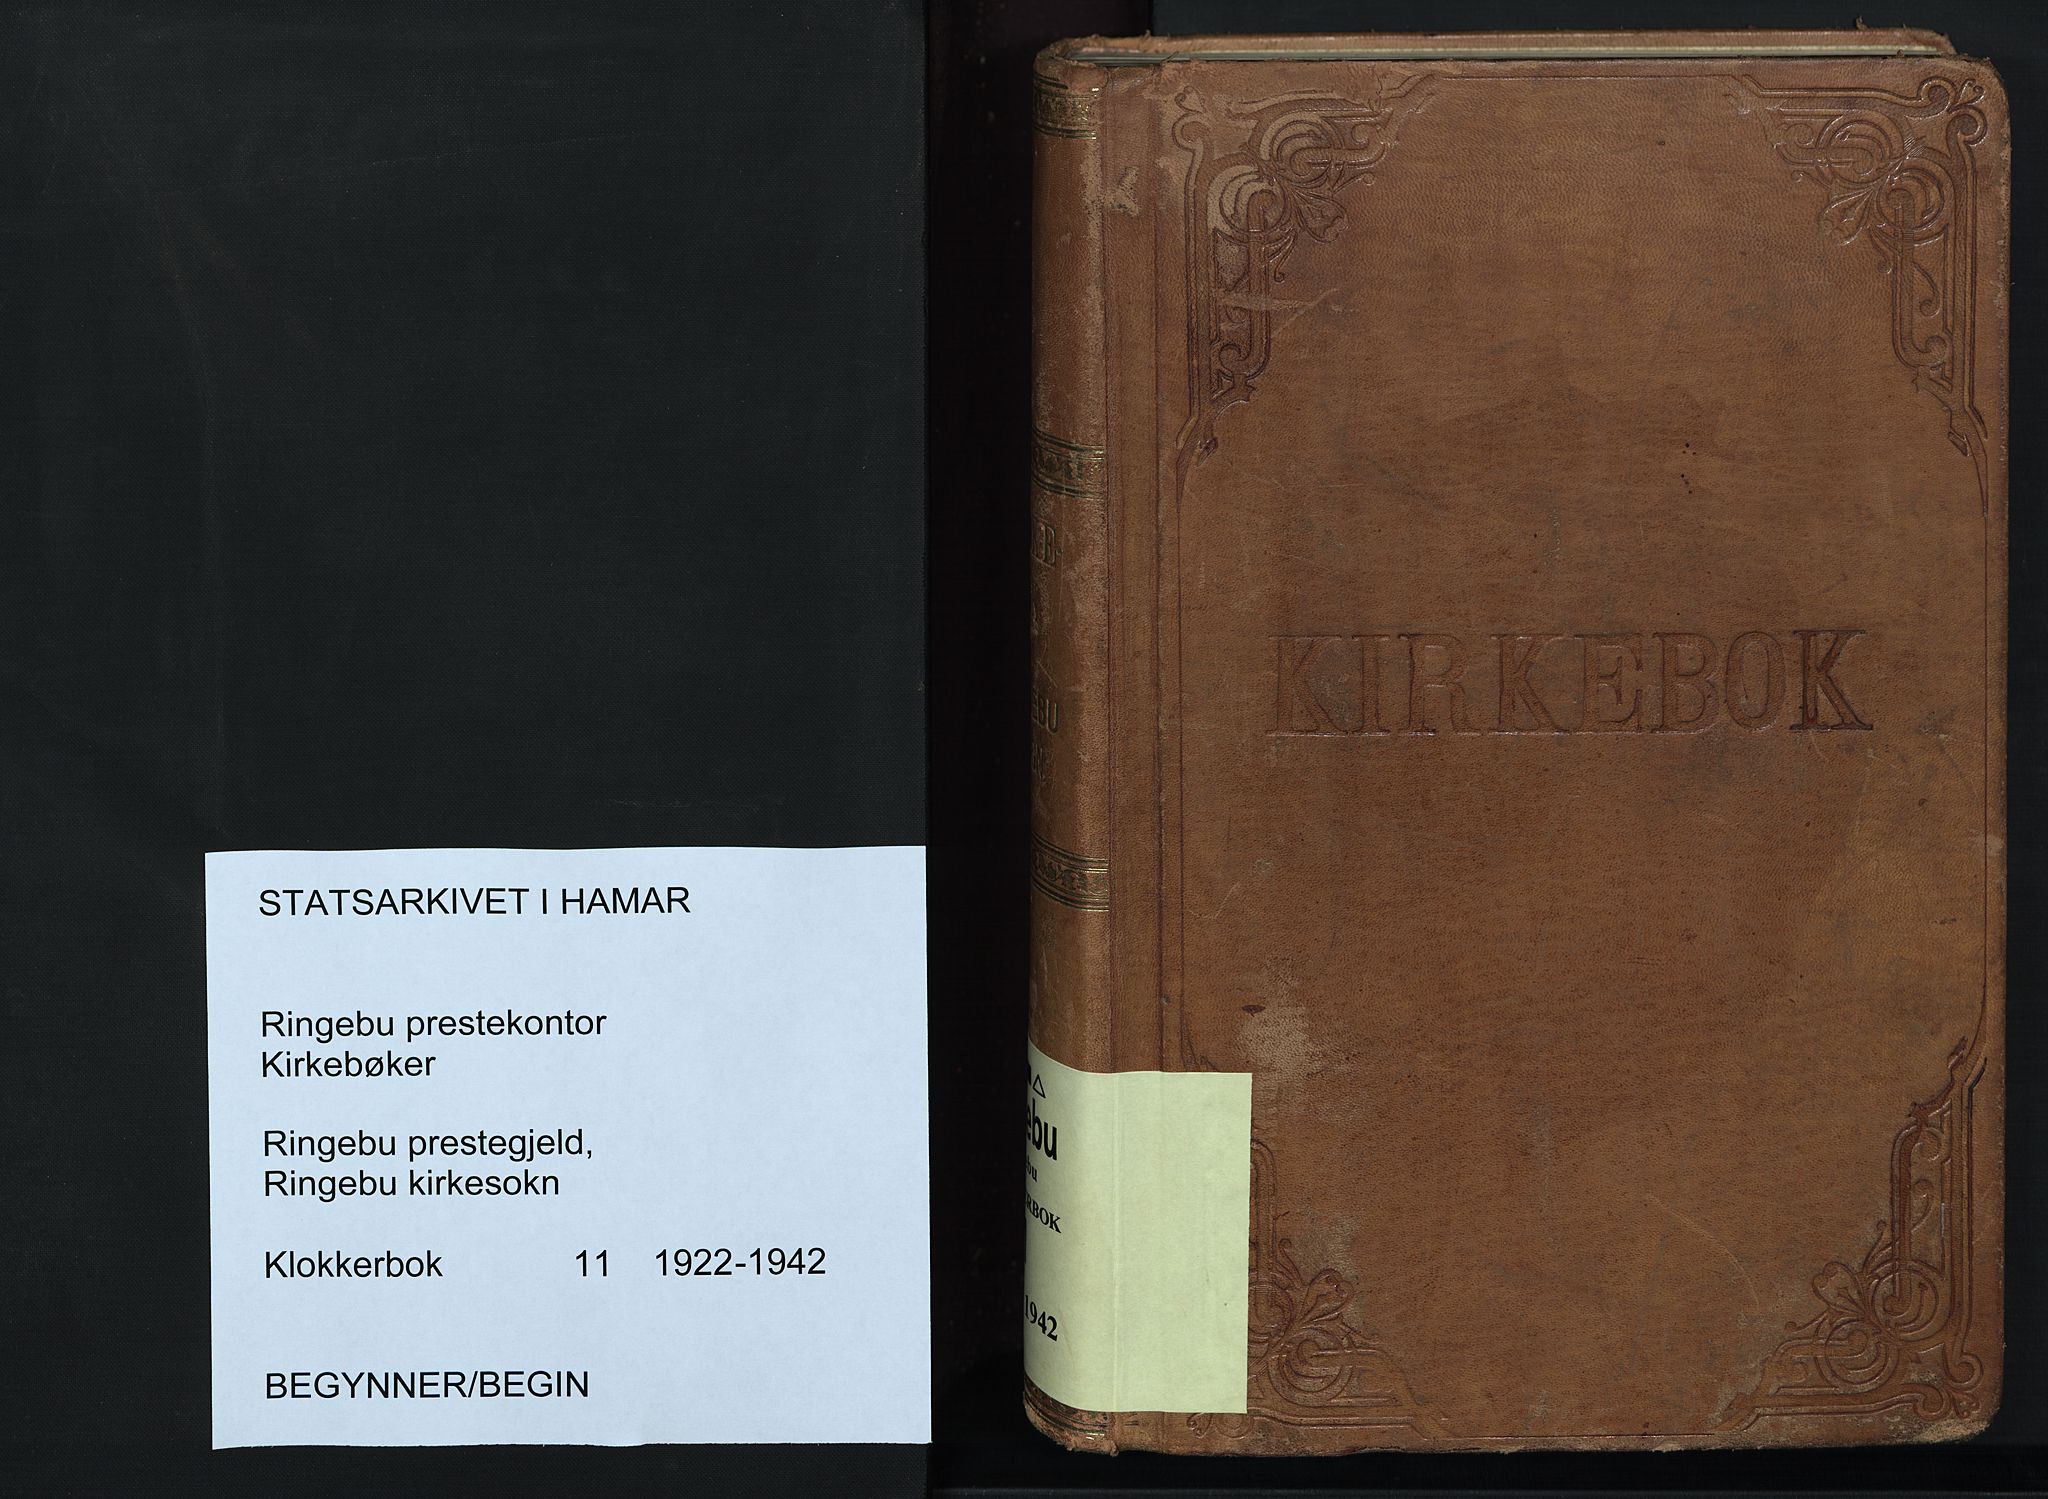 STATSARKIVET I HAMAR
Ringebu prestekontor
Kirkebøker
Ringebu prestegjeld,
Ringebu kirkesokn
Klokkerbok 11 1922-1942
BEGYNNER/BEGIN
KIRKEBOK
1942